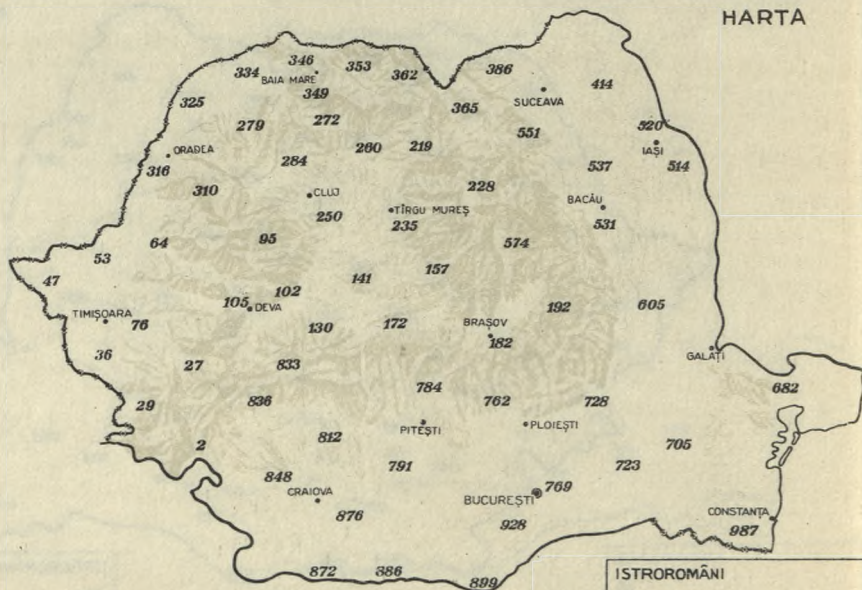 HARTA
346 353 362 386
334 BAIA MARE
414
325 349 365 SUCEAVA
279 272 551 520
260 219 IAȘI
ORADEA 284 537 514
316
310 CLUJ 228 BACĂU
250 TÎRGU MUREȘ
235 531
64 95 574
53
47 141 157
102
105 DEVA 192 605
TIMIȘOARA 76 130 172 BRAȘOV
182
36 27 833 GALAȚI
784 682
29 836 762 728
812 PITEȘTI PLOIEȘTI
2 705
848 791 723
CRAIOVA BUCUREȘTI 769
876 928 CONSTANȚA
987
872 386 899
ISTROROMÂNI